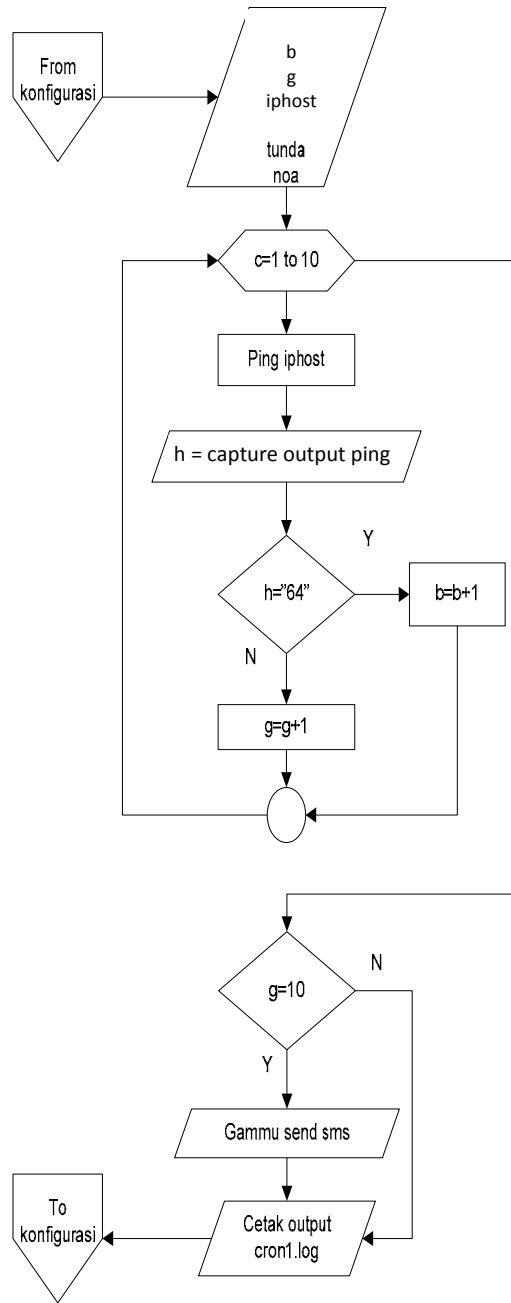 From
konfigurasi
b
g
iphost
tunda
noa
c=1 to 10
Ping iphost
h = capture output ping
h=”64”
Y
b=b+1
N
g=g+1
g=10
N
Y
Gammu send sms
Cetak output
cron1.log
To
konfigurasi